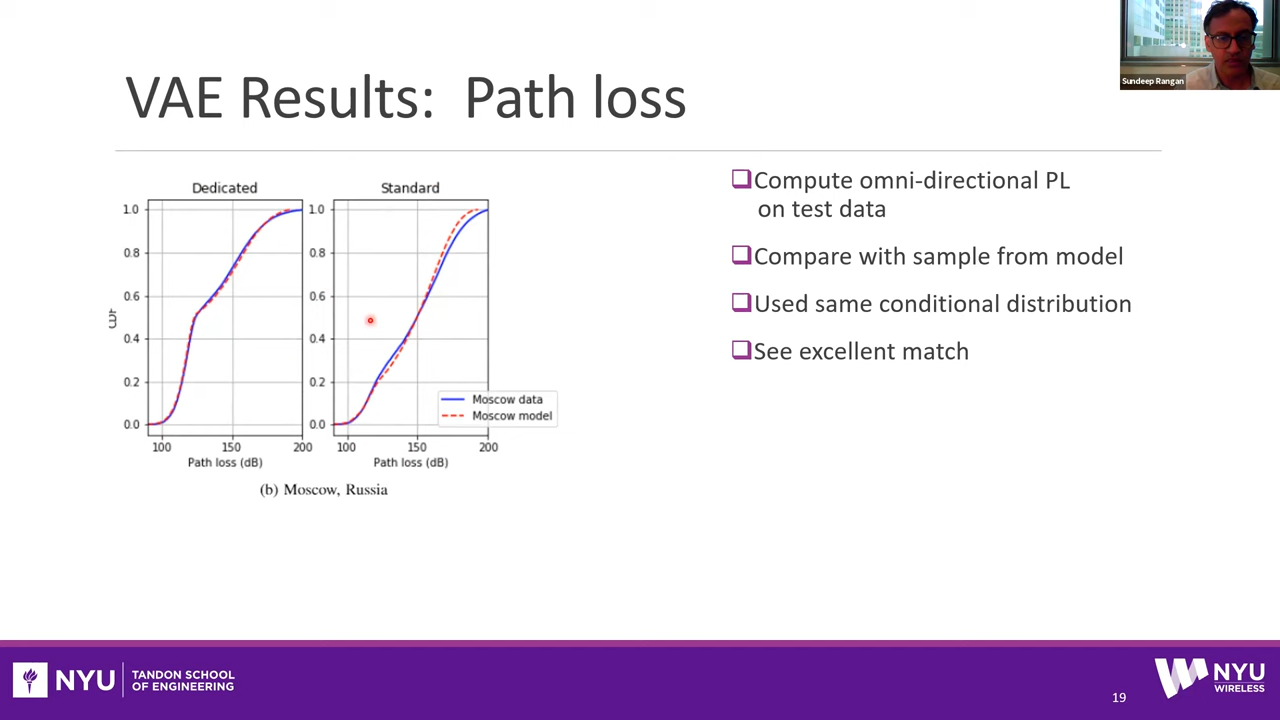 Sundeep Rangan
VAE Results: Path loss
Dedicated
Standard
1.0
0.8
0.6
0.4
0.2
0.0
1.0
0.8
0.6
0.4
0.2
0.0
CDF
Moscow data
Moscow model
100 150 200
100 150 200
Path loss (dB)
Path loss (dB)
(b) Moscow, Russia
Compute omni-directional PL
on test data
Compare with sample from model
Used same conditional distribution
See excellent match
NYU
TANDON SCHOOL
OF ENGINEERING
19
NYU
WIRELESS